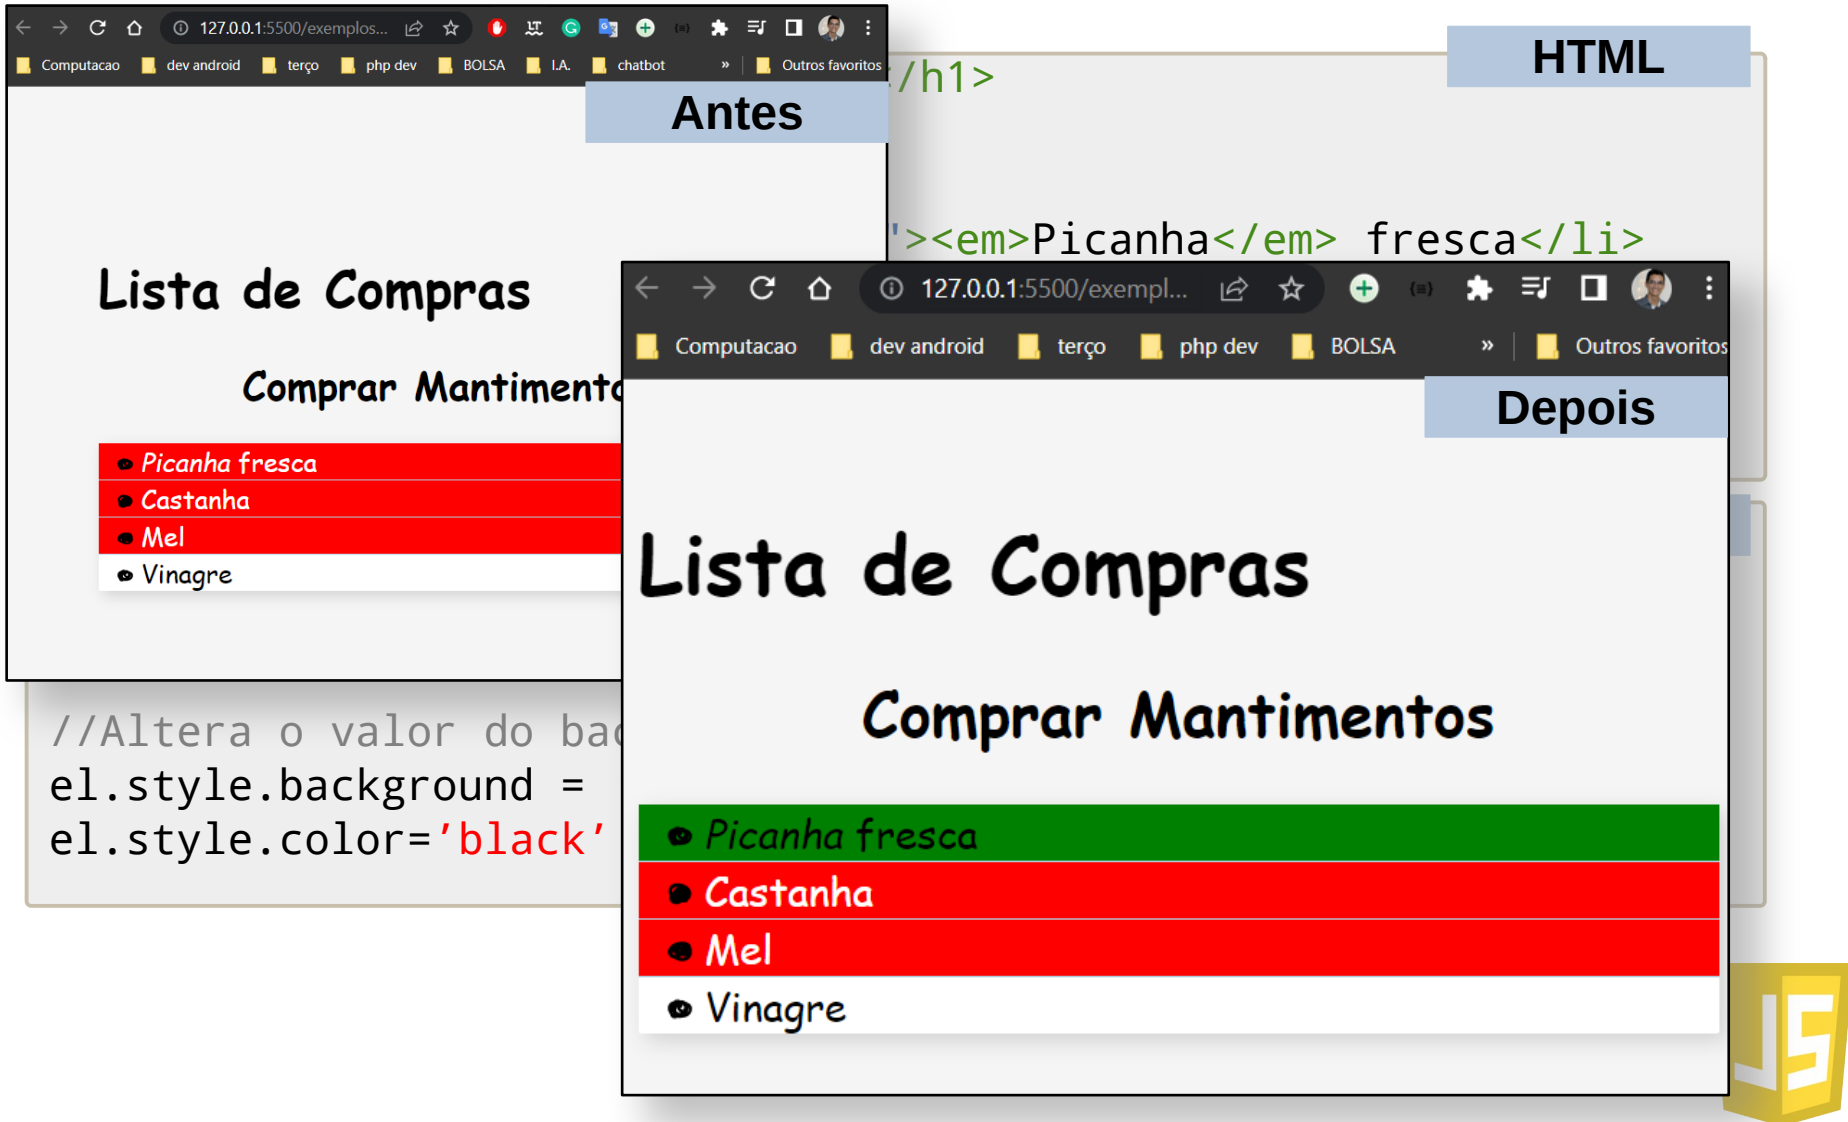 127.0.0.1:5500/exemplos...
Computacao dev android terço php dev BOLSA I.A. chatbot » Outros favoritos
Antes
HTML
/h1>
"><em>Picanha</em> fresca</li>
Lista de Compras
Comprar Mantimento
Picanha fresca
Castanha
Mel
Vinagre
127.0.0.1:5500/exempl...
Computacao dev android terço php dev BOLSA » Outros favoritos
Depois
Lista de Compras
Comprar Mantimentos
Picanha fresca
Castanha
Mel
Vinagre
//Altera o valor do bac
el.style.background =
el.style.color=’black’
JS